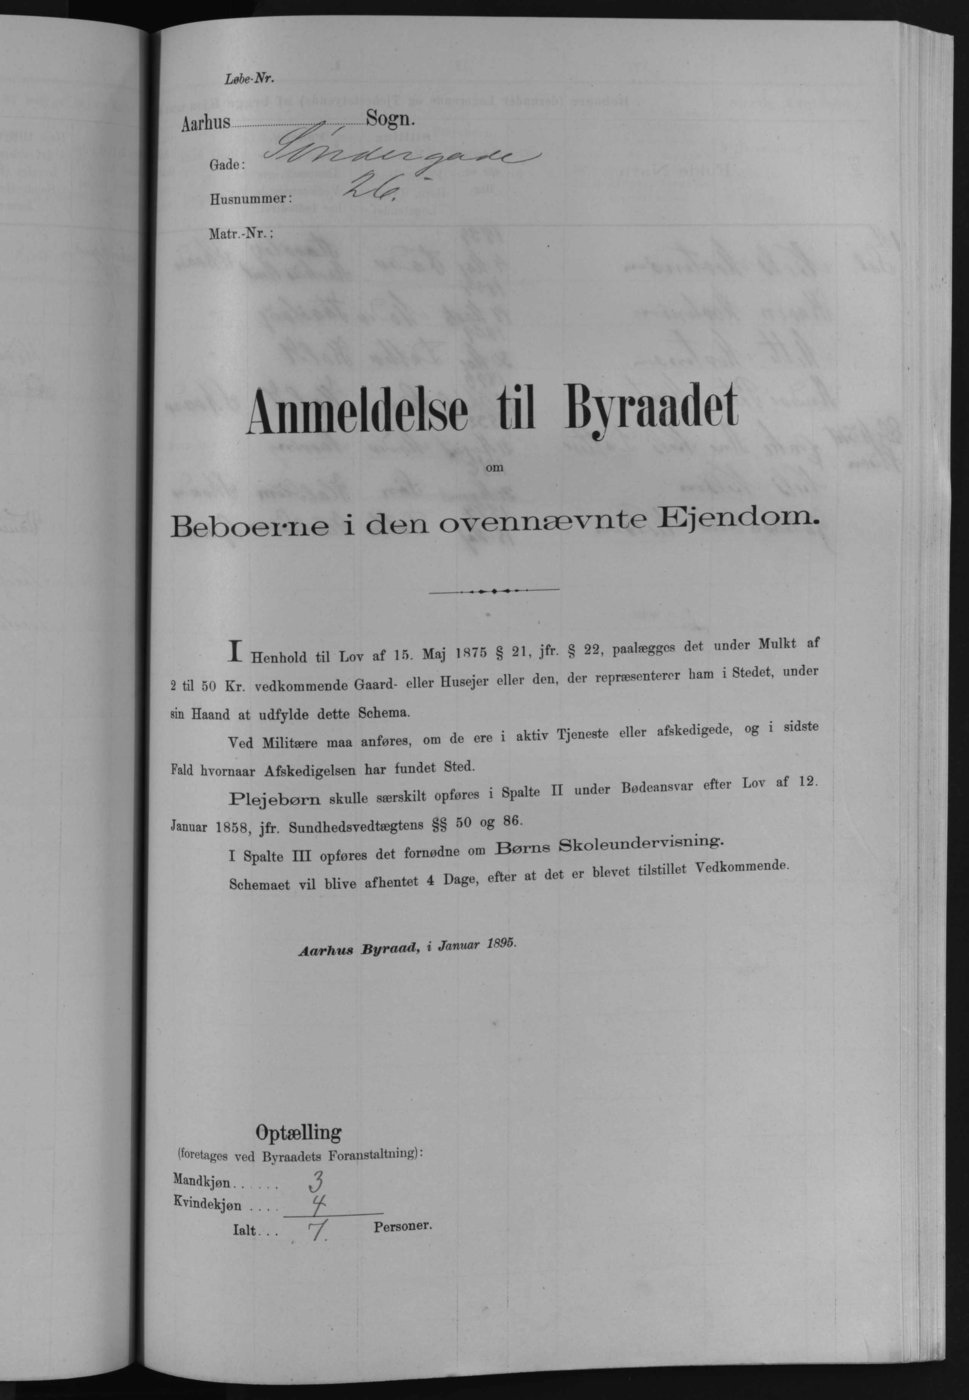 Løbe-Nr.
Aarhus Sogn.
Gade: Søndergade
Husnummer: 26.
Matr.-Nr.:
Anmeldelse til Byraadet
om
Beboerne i den ovennævnte Ejendom.
I Henhold til Lov af 15. Maj 1875 § 21, jfr. § 22, paalægges det under Mulkt af
2 til 50 Kr. vedkommende Gaard- eller Husejer eller den, der repræsenterer ham i Stedet, under
sin Haand at udfylde dette Schema.
Ved Militære maa anføres, om de ere i aktiv Tjeneste eller afskedigede, og i sidste
Fald hvornaar Afskedigelsen har fundet Sted.
Plejebørn skulle særskilt opføres i Spalte II under Bødeansvar efter Lov af 12.
Januar 1858, jfr. Sundhedsvedtægtens §§ 50 og 86.
I Spalte III opføres det fornødne om Børns Skoleundervisning.
Schemaet vil blive afhentet 4 Dage, efter at det er blevet tilstillet Vedkommende.
Aarhus Byraad, i Januar 1895.
Optælling
(foretages ved Byraadets Foranstaltning):
Mandkjøn...... 3
Kvindekjøn .... 4
Ialt... 7. Personer.